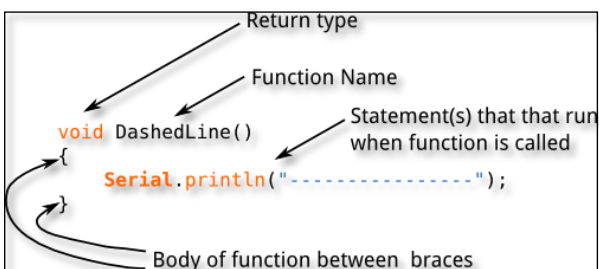 Return type
Function Name
Statement(s) that that run
when function is called
void DashedLine()
{
Serial.println("----------------");
}
Body of function between braces